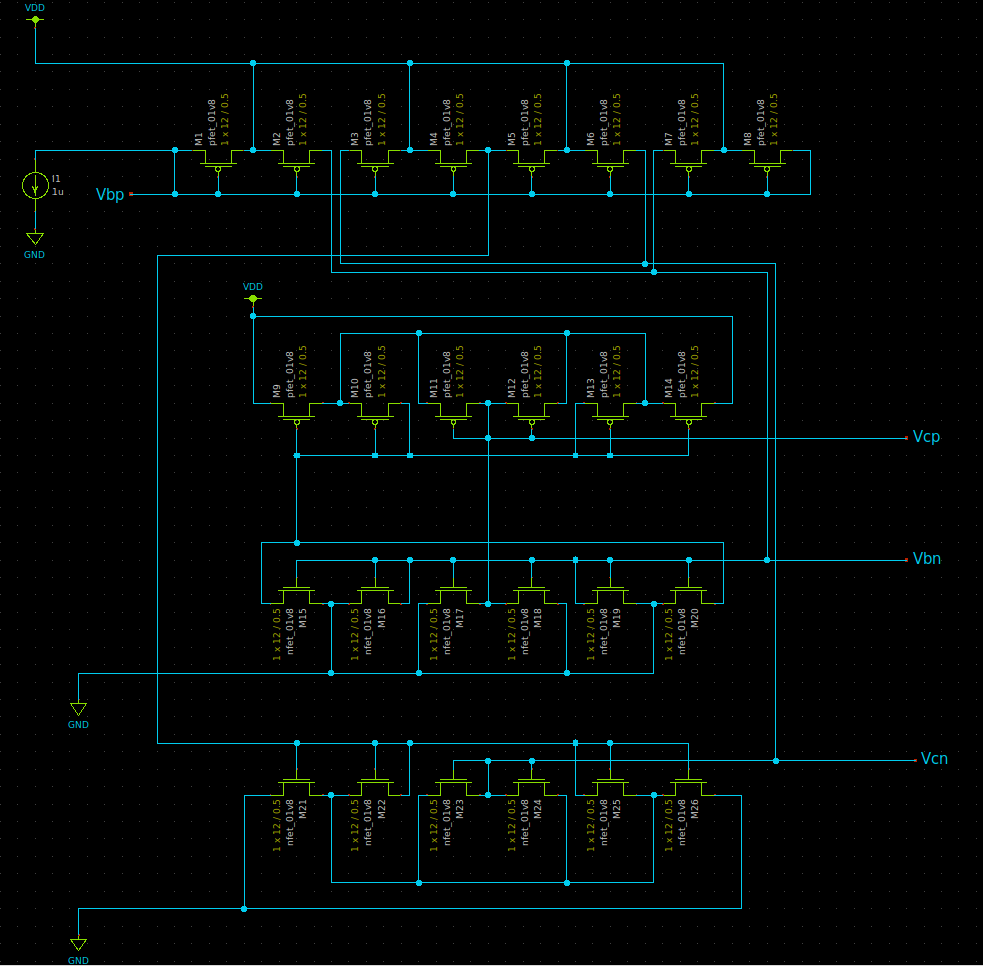 VDD
M1 pfet_01v8 1 x 12 / 0.5
M2 pfet_01v8 1 x 12 / 0.5
M3 pfet_01v8 1 x 12 / 0.5
M4 pfet_01v8 1 x 12 / 0.5
M5 pfet_01v8 1 x 12 / 0.5
M6 pfet_01v8 1 x 12 / 0.5
M7 pfet_01v8 1 x 12 / 0.5
M8 pfet_01v8 1 x 12 / 0.5
I1
1u
Vbp
GND
VDD
M9 pfet_01v8 1 x 12 / 0.5
M10 pfet_01v8 1 x 12 / 0.5
M11 pfet_01v8 1 x 12 / 0.5
M12 pfet_01v8 1 x 12 / 0.5
M13 pfet_01v8 1 x 12 / 0.5
M14 pfet_01v8 1 x 12 / 0.5
Vcp
Vbn
1 x 12 / 0.5 nfet_01v8 M15
1 x 12 / 0.5 nfet_01v8 M16
1 x 12 / 0.5 nfet_01v8 M17
1 x 12 / 0.5 nfet_01v8 M18
1 x 12 / 0.5 nfet_01v8 M19
1 x 12 / 0.5 nfet_01v8 M20
GND
Vcn
1 x 12 / 0.5 nfet_01v8 M21
1 x 12 / 0.5 nfet_01v8 M22
1 x 12 / 0.5 nfet_01v8 M23
1 x 12 / 0.5 nfet_01v8 M24
1 x 12 / 0.5 nfet_01v8 M25
1 x 12 / 0.5 nfet_01v8 M26
GND